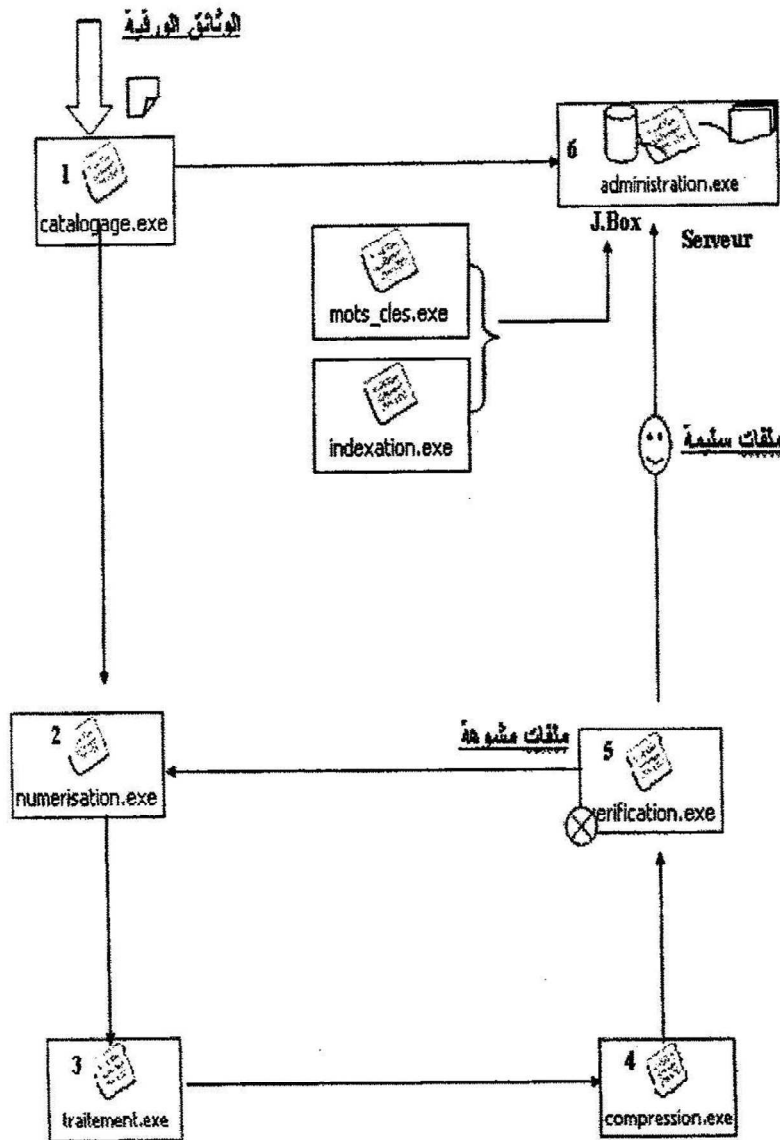 الوثائق الورقية
1
catalogage.exe
6
administration.exe
J.Box
Serveur
mots_cles.exe
indexation.exe
ملفات سليمة
2
numerisation.exe
ملفات مشوهة
5
verification.exe
3
traitement.exe
4
compression.exe